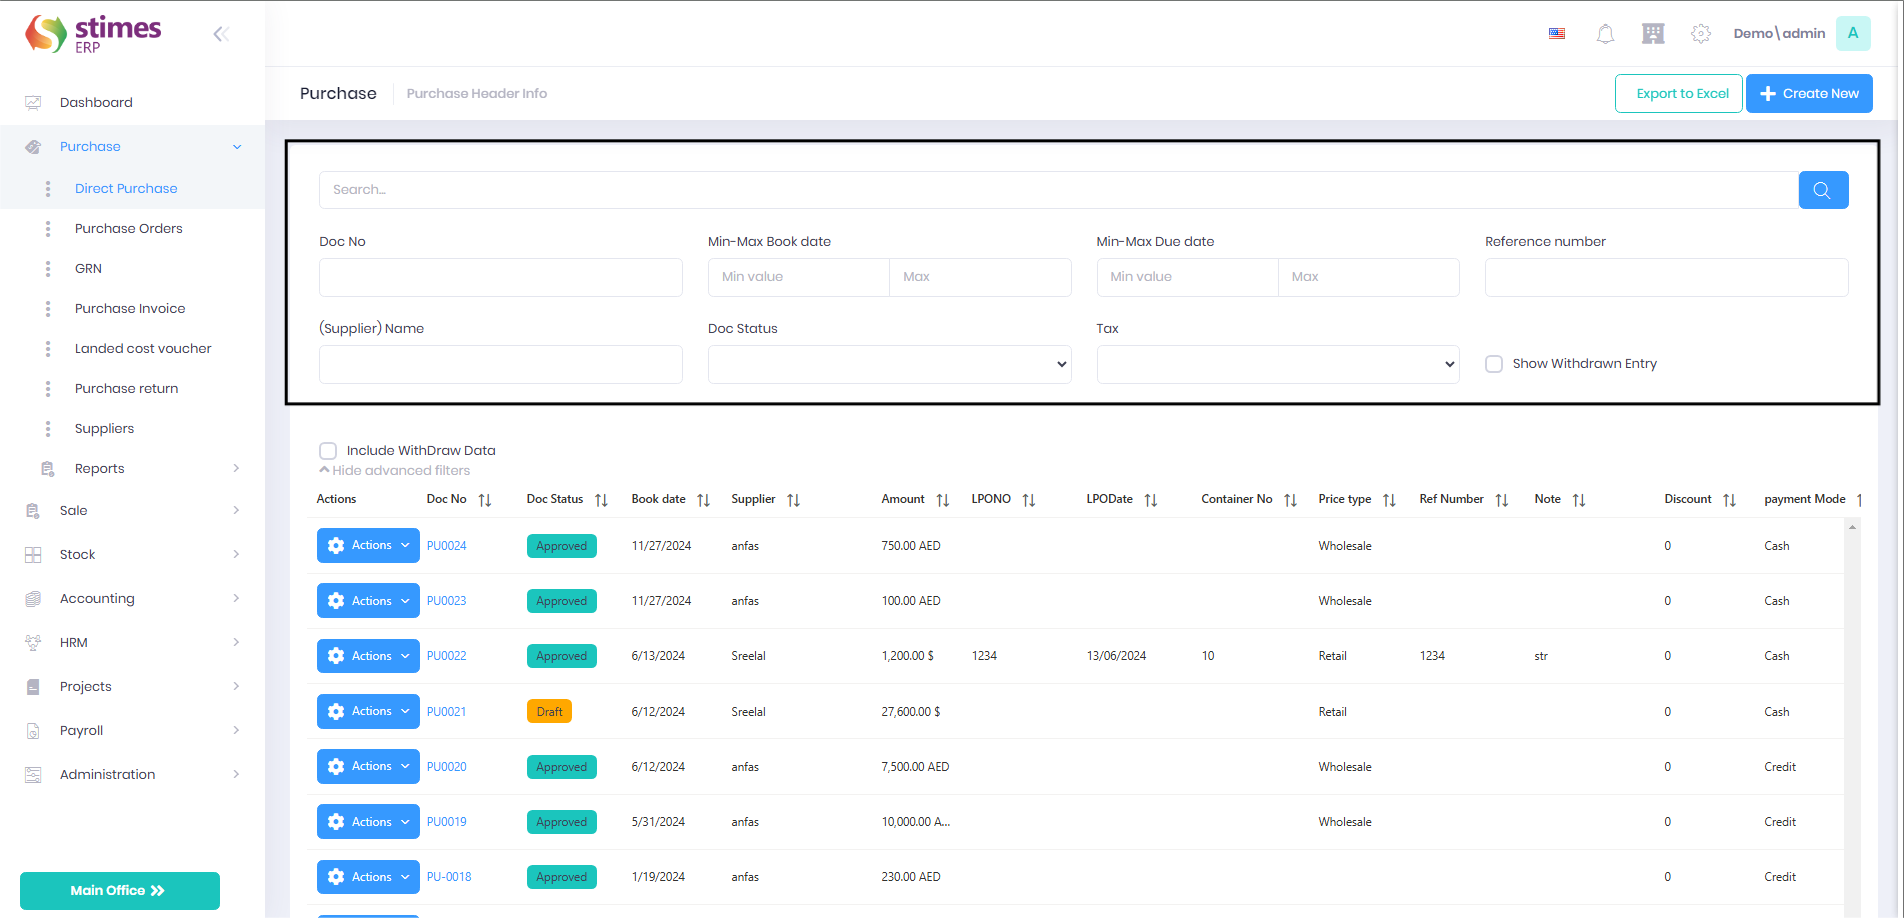 stimes
ERP
Demo\admin
A
Dashboard
Purchase
Direct Purchase
Purchase Orders
GRN
Purchase Invoice
Landed cost voucher
Purchase return
Suppliers
Reports
Sale
Stock
Accounting
HRM
Projects
Payroll
Administration
Main Office
Purchase
Purchase Header Info
Export to Excel
Create New
Search...
Doc No
Min-Max Book date
Min-Max Due date
Reference number
Min value
Max
Min value
Max
(Supplier) Name
Doc Status
Tax
Show Withdrawn Entry
Include WithDraw Data
Hide advanced filters
Actions Doc No Doc Status Book date Supplier Amount LPONO LPODate Container No Price type Ref Number Note Discount payment Mode
Actions PU0024 Approved 11/27/2024 anfas 750.00 AED Wholesale 0 Cash
Actions PU0023 Approved 11/27/2024 anfas 100.00 AED Wholesale 0 Cash
Actions PU0022 Approved 6/13/2024 Sreelal 1,200.00 $ 1234 13/06/2024 10 Retail 1234 str 0 Cash
Actions PU0021 Draft 6/12/2024 Sreelal 27,600.00 $ Retail 0 Cash
Actions PU0020 Approved 6/12/2024 anfas 7,500.00 AED Wholesale 0 Credit
Actions PU0019 Approved 5/31/2024 anfas 10,000.00 A... Wholesale 0 Credit
Actions PU-0018 Approved 1/19/2024 anfas 230.00 AED 0 Credit